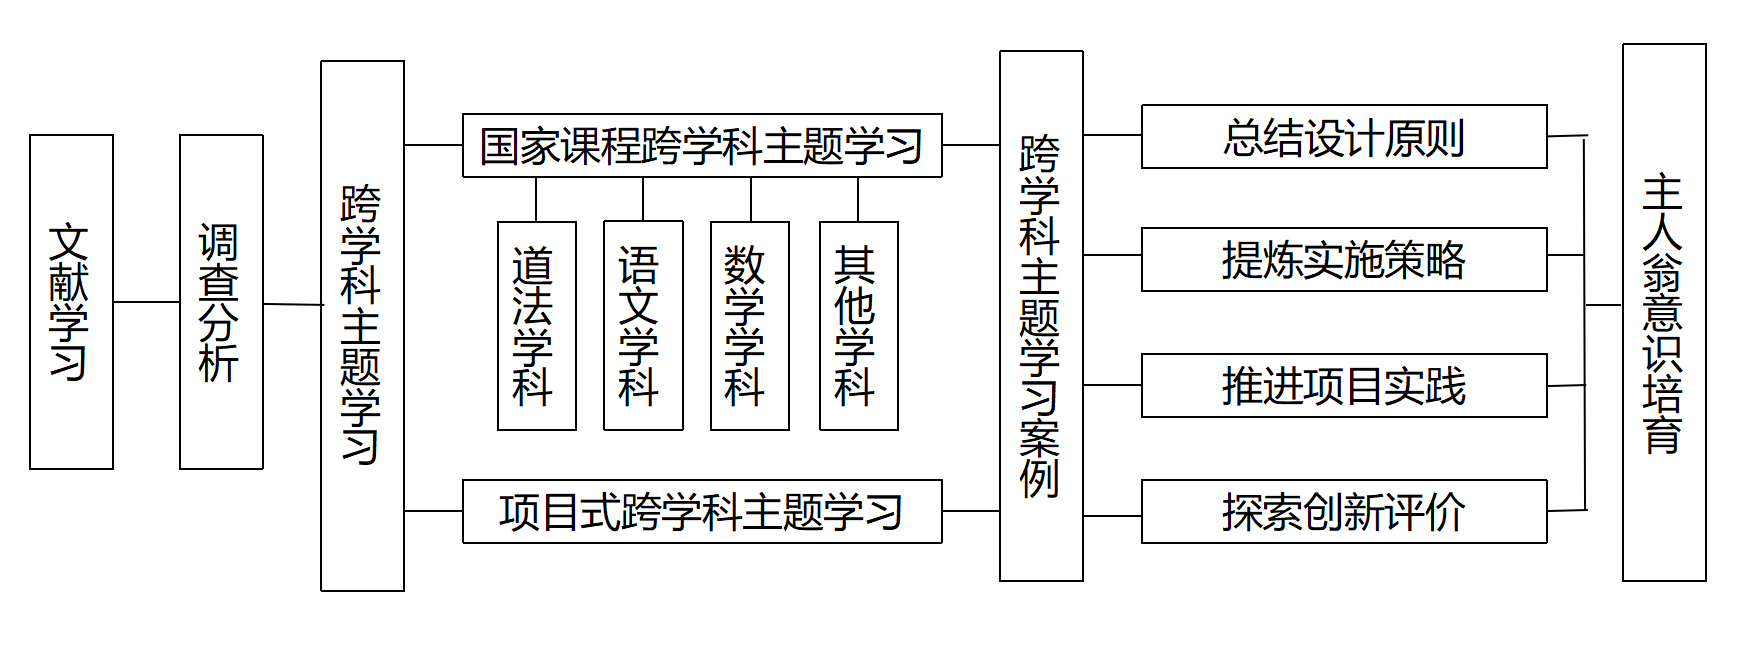 文献学习
调查分析
跨学科主题学习
国家课程跨学科主题学习
道法学科
语文学科
数学学科
其他学科
项目式跨学科主题学习
跨学科主题学习案例
总结设计原则
提炼实施策略
推进项目实践
探索创新评价
主人翁意识培育